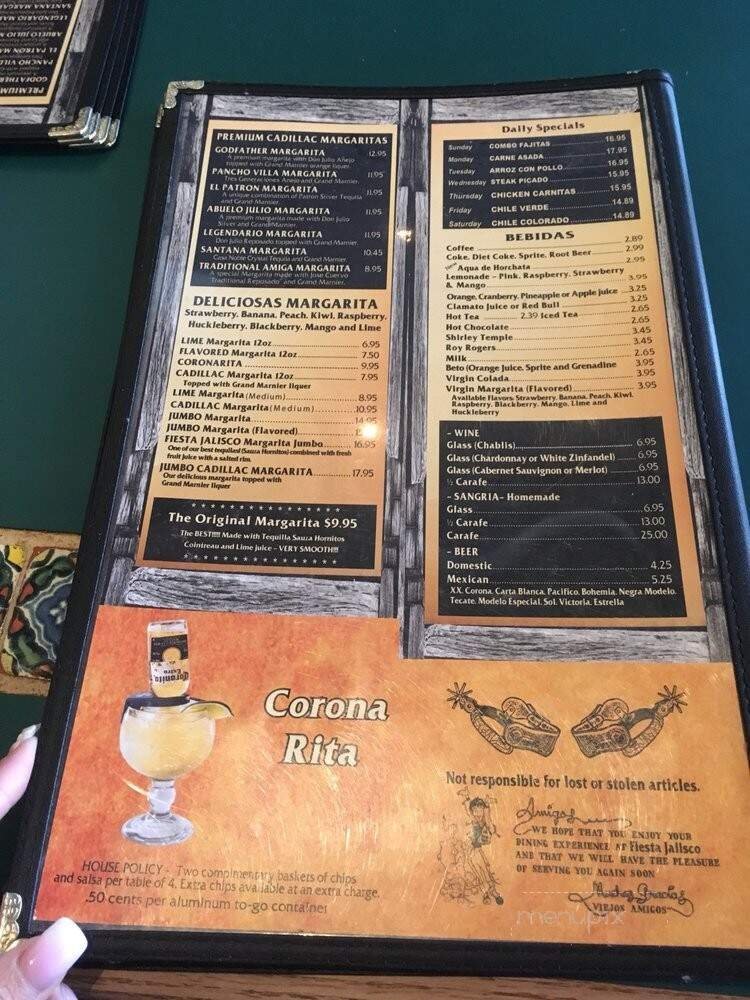 PREMIUM CADILLAC MARGARITAS
GODFATHER MARGARITA 12.95
A premium margarita with Don Julio Añejo
topped with Grand Marnier orange liquer.
PANCHO VILLA MARGARITA 11.95
Tres Generaciones Anejo and Grand Marnier.
EL PATRON MARGARITA 11.95
A unique combination of Patron Silver Tequila
and Grand Marnier.
ABUELO JULIO MARGARITA 11.95
A premium margarita made with Don Julio
Silver and Grand Marnier.
LEGENDARIO MARGARITA 11.95
Don Julio Reposado topped with Grand Marnier.
SANTANA MARGARITA 10.45
Casa Noble Crystal Tequila and Grand Marnier.
TRADITIONAL AMIGA MARGARITA 8.95
A special Margarita made with Jose Cuervo
Traditional Reposado and Grand Marnier.
DELICIOSAS MARGARITA
Strawberry, Banana, Peach, Kiwi, Raspberry,
Huckleberry, Blackberry, Mango and Lime
LIME Margarita 12oz 6.95
FLAVORED Margarita 12oz 7.50
CORONARITA 9.95
CADILLAC Margarita 12oz 7.95
Topped with Grand Marnier liquer
LIME Margarita (Medium) 8.95
CADILLAC Margarita (Medium) 10.95
JUMBO Margarita 14.95
JUMBO Margarita (Flavored)
FIESTA JALISCO Margarita Jumbo 16.95
One of our best tequilas! (Sauza Hornitos) combined with fresh
fruit juice with a salted rim.
JUMBO CADILLAC MARGARITA 17.95
Our delicious margarita topped with
Grand Marnier liquer
The Original Margarita $9.95
The BEST!!!! Made with Tequilla Sauza Hornitos
Cointreau and Lime juice - VERY SMOOTH!!!
Daily Specials
Sunday COMBO FAJITAS 16.95
Monday CARNE ASADA 17.95
Tuesday ARROZ CON POLLO 16.95
Wednesday STEAK PICADO 15.95
Thursday CHICKEN CARNITAS 15.95
Friday CHILE VERDE 14.89
Saturday CHILE COLORADO 14.89
BEBIDAS
Coffee 2.89
Coke, Diet Coke, Sprite, Root Beer 2.99
Aqua de Horchata 2.95
Lemonade - Pink, Raspberry, Strawberry
& Mango 3.95
Orange, Cranberry, Pineapple or Apple juice 3.25
Clamato Juice or Red Bull 3.25
Hot Tea 2.39 Iced Tea 2.65
Hot Chocolate 2.65
Shirley Temple 3.45
Roy Rogers 3.45
Milk 2.65
Beto (Orange Juice, Sprite and Grenadine 3.95
Virgin Colada 3.95
Virgin Margarita (Flavored) 3.95
Available Flavors: Strawberry, Banana, Peach, Kiwi,
Raspberry, Blackberry, Mango, Lime and
Huckleberry
- WINE
Glass (Chablis) 6.95
Glass (Chardonnay or White Zinfandel) 6.95
Glass (Cabernet Sauvignon or Merlot) 6.95
½ Carafe 13.00
- SANGRIA- Homemade
Glass 6.95
½ Carafe 13.00
Carafe 25.00
- BEER
Domestic 4.25
Mexican 5.25
XX, Corona, Carta Blanca, Pacifico, Bohemia, Negra Modelo,
Tecate, Modelo Especial, Sol, Victoria, Estrella
Corona
Rita
HOUSE POLICY - Two complimentary baskets of chips
and salsa per table of 4. Extra chips available at an extra charge.
.50 cents per aluminum to-go container
Not responsible for lost or stolen articles.
Amigos
WE HOPE THAT YOU ENJOY YOUR
DINING EXPERIENCE AT Fiesta Jalisco
AND THAT WE WILL HAVE THE PLEASURE
OF SERVING YOU AGAIN SOON
Muchas Gracias
VIEJOS AMIGOS
menupix